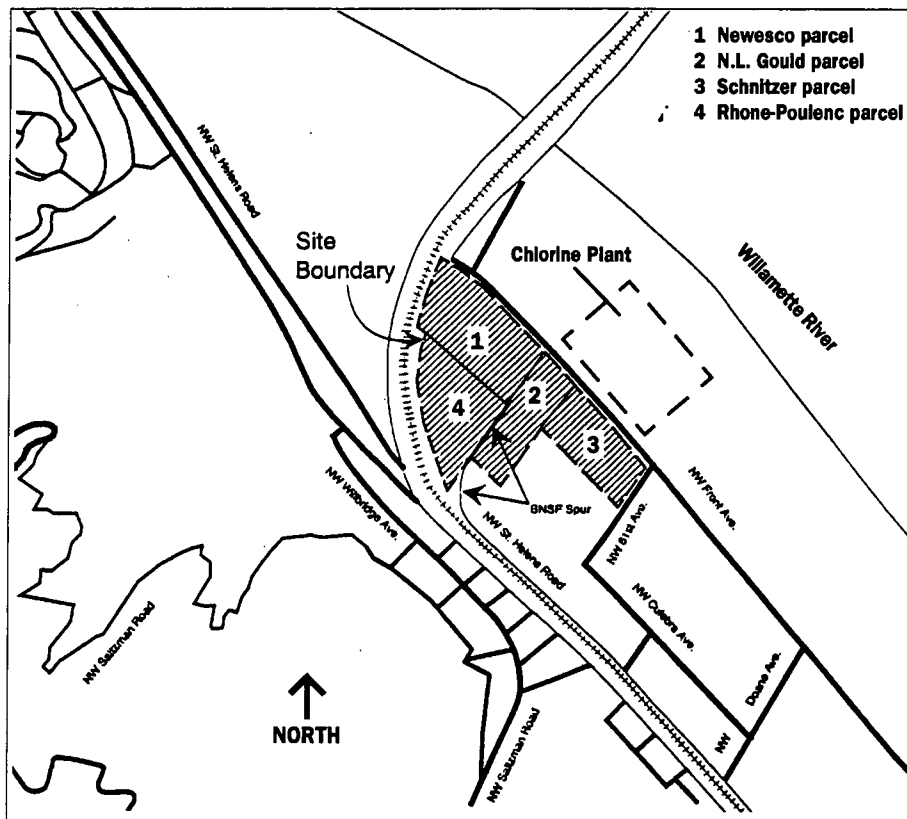 1 Newesco parcel
2 N.L. Gould parcel
3 Schnitzer parcel
4 Rhone-Poulenc parcel
NW St. Helens Road
Site
Boundary
Chlorine Plant
Willamette River
1
2
3
4
BNSF Spur
NW Front Ave.
NW 61st Ave.
NW St. Helens Road
NW Wilbridge Ave.
NW Culebra Ave.
NW Saltzman Road
NORTH
NW Saltzman Road
NW
Doane Ave.